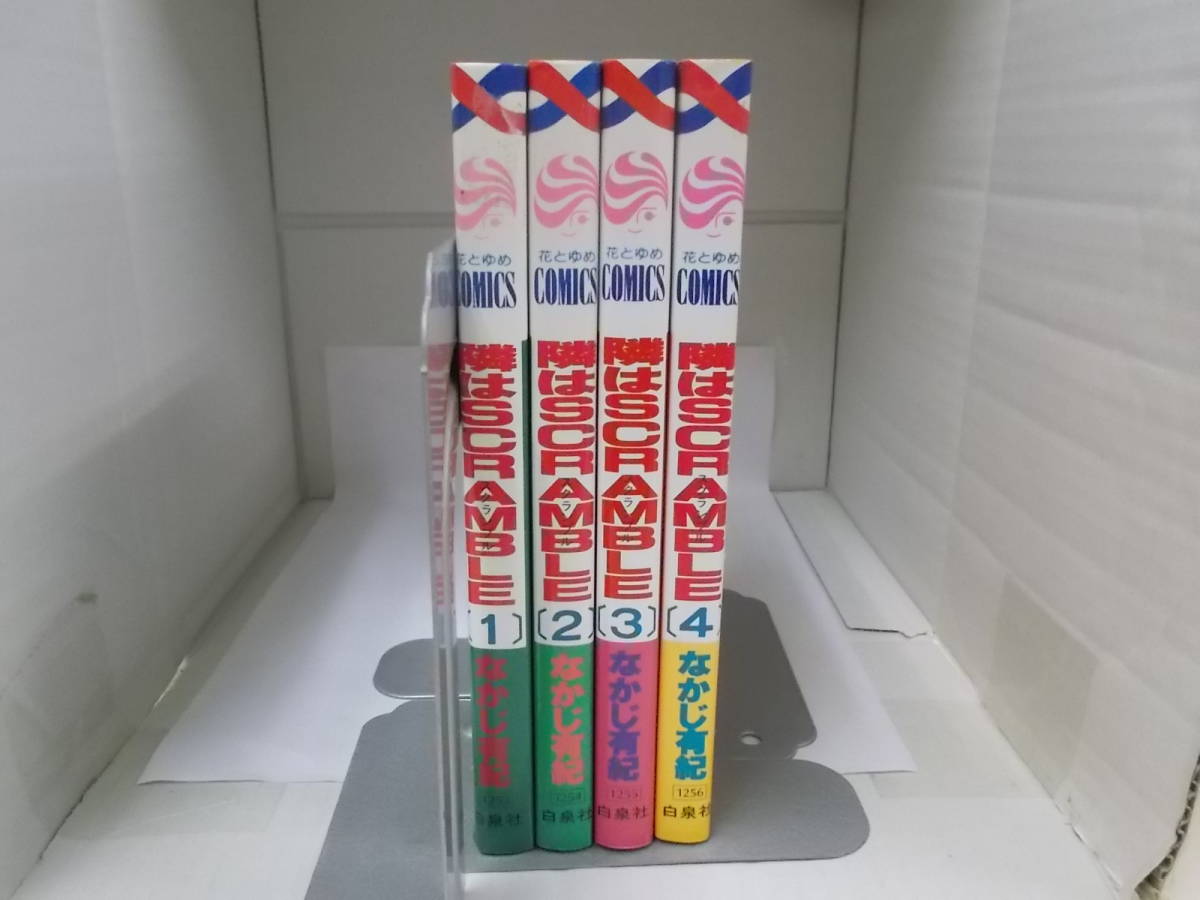 花とゆめ
COMICS
隣はSCRAMBLE
スクランブル
[1]
なかじ有紀
白泉社
花とゆめ
COMICS
隣はSCRAMBLE
スクランブル
[2]
なかじ有紀
1254
白泉社
花とゆめ
COMICS
隣はSCRAMBLE
スクランブル
[3]
なかじ有紀
1255
白泉社
花とゆめ
COMICS
隣はSCRAMBLE
スクランブル
[4]
なかじ有紀
1256
白泉社